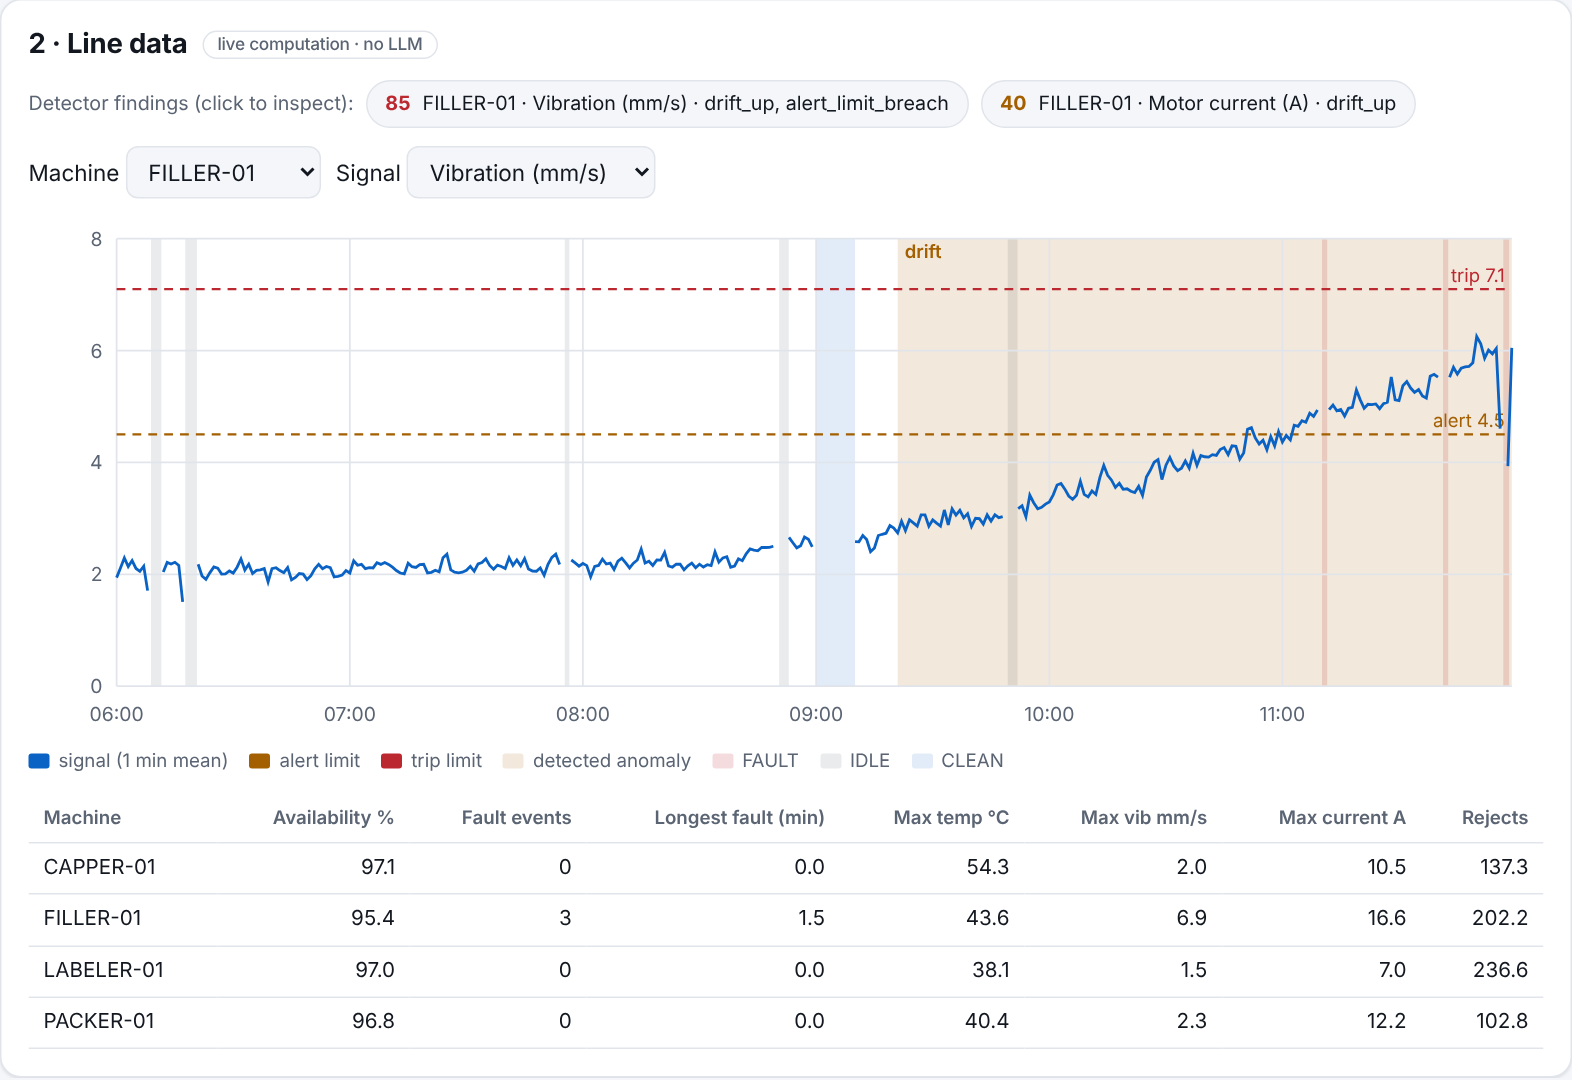 2 · Line data live computation · no LLM
Detector findings (click to inspect): 85 FILLER-01 · Vibration (mm/s) · drift_up, alert_limit_breach 40 FILLER-01 · Motor current (A) · drift_up
Machine FILLER-01 Signal Vibration (mm/s)
8
drift
trip 7.1
6
alert 4.5
4
2
0
06:00 07:00 08:00 09:00 10:00 11:00
signal (1 min mean) alert limit trip limit detected anomaly FAULT IDLE CLEAN
Machine Availability % Fault events Longest fault (min) Max temp °C Max vib mm/s Max current A Rejects
CAPPER-01 97.1 0 0.0 54.3 2.0 10.5 137.3
FILLER-01 95.4 3 1.5 43.6 6.9 16.6 202.2
LABELER-01 97.0 0 0.0 38.1 1.5 7.0 236.6
PACKER-01 96.8 0 0.0 40.4 2.3 12.2 102.8